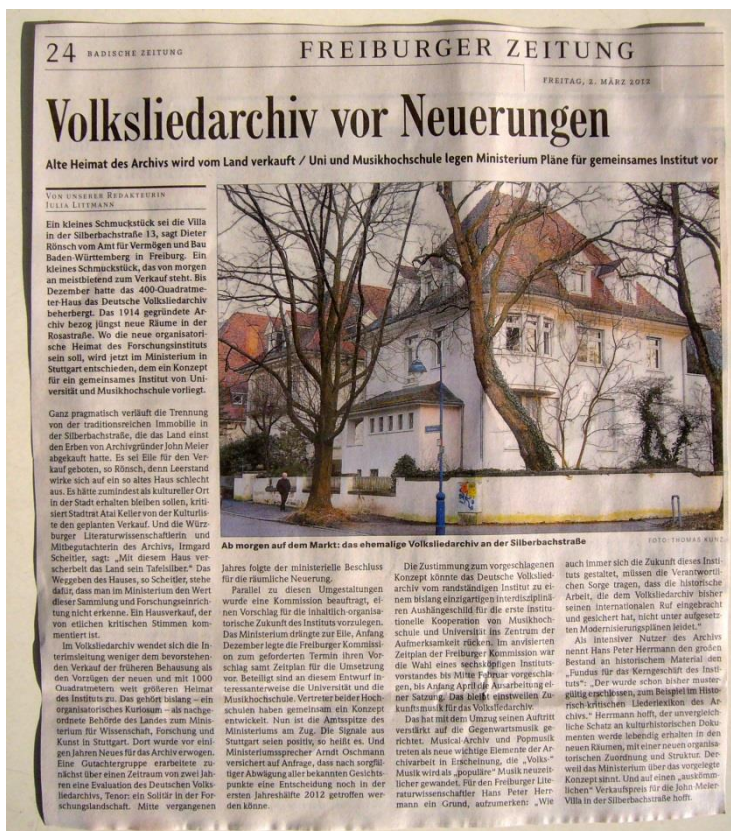 24 BADISCHE ZEITUNG
FREIBURGER ZEITUNG
FREITAG, 2. MÄRZ 2012
Volksliedarchiv vor Neuerungen
Alte Heimat des Archivs wird vom Land verkauft / Uni und Musikhochschule legen Ministerium Pläne für gemeinsames Institut vor
VON UNSERER REDAKTEURIN
JULIA LITTMANN
Ein kleines Schmuckstück sei die Villa
in der Silberbachstraße 13, sagt Dieter
Rönsch vom Amt für Vermögen und Bau
Baden-Württemberg in Freiburg. Ein
kleines Schmuckstück, das von morgen
an meistbietend zum Verkauf steht. Bis
Dezember hatte das 400-Quadratme-
ter-Haus das Deutsche Volksliedarchiv
beherbergt. Das 1914 gegründete Ar-
chiv bezog jüngst neue Räume in der
Rosastraße. Wo die neue organisatori-
sche Heimat des Forschungsinstituts
sein soll, wird jetzt im Ministerium in
Stuttgart entschieden, dem ein Konzept
für ein gemeinsames Institut von Uni-
versität und Musikhochschule vorliegt.
Ganz pragmatisch verläuft die Trennung
von der traditionsreichen Immobilie in
der Silberbachstraße, die das Land einst
den Erben von Archivgründer John Meier
abgekauft hatte. Es sei Eile für den Ver-
kauf geboten, so Rönsch, denn Leerstand
wirke sich auf ein so altes Haus schlecht
aus. Es hätte zumindest als kultureller Ort
in der Stadt erhalten bleiben sollen, kriti-
siert Stadtrat Atai Keller von der Kulturlis-
te den geplanten Verkauf. Und die Würz-
burger Literaturwissenschaftlerin und
Mitbegutachterin des Archivs, Irmgard
Scheitler, sagt: „Mit diesem Haus ver-
scherbelt das Land sein Tafelsilber.“ Das
Weggeben des Hauses, so Scheitler, stehe
dafür, dass man im Ministerium den Wert
dieser Sammlung und Forschungseinrich-
tung nicht erkenne. Ein Hausverkauf, der
von etlichen kritischen Stimmen kom-
mentiert ist.
Im Volksliedarchiv wendet sich die In-
terimsleitung weniger dem bevorstehen-
den Verkauf der früheren Behausung als
den Vorzügen der neuen und mit 1000
Quadratmetern weit größeren Heimat
des Instituts zu. Das gehört bislang – ein
organisatorisches Kuriosum – als nachge-
ordnete Behörde des Landes zum Minis-
terium für Wissenschaft, Forschung und
Kunst in Stuttgart. Dort wurde vor eini-
gen Jahren Neues für das Archiv erwogen.
Eine Gutachtergruppe erarbeitete zu-
nächst über einen Zeitraum von zwei Jah-
ren eine Evaluation des Deutschen Volks-
liedarchivs, Tenor: ein Solitär in der For-
schungslandschaft. Mitte vergangenen
Ab morgen auf dem Markt: das ehemalige Volksliedarchiv an der Silberbachstraße
FOTO: THOMAS KUNZ
Jahres folgte der ministerielle Beschluss
für die räumliche Neuerung.
Parallel zu diesen Umgestaltungen
wurde eine Kommission beauftragt, ei-
nen Vorschlag für die inhaltlich-organisa-
torische Zukunft des Instituts vorzulegen.
Das Ministerium drängte zur Eile, Anfang
Dezember legte die Freiburger Kommissi-
on zum geforderten Termin ihren Vor-
schlag samt Zeitplan für die Umsetzung
vor. Beteiligt sind an diesem Entwurf in-
teressanterweise die Universität und die
Musikhochschule. Vertreter beider Hoch-
schulen haben gemeinsam ein Konzept
entwickelt. Nun ist die Amtsspitze des
Ministeriums am Zug. Die Signale aus
Stuttgart seien positiv, so heißt es. Und
Ministeriumssprecher Arndt Oschmann
versichert auf Anfrage, dass nach sorgfäl-
tiger Abwägung aller bekannten Gesichts-
punkte eine Entscheidung noch in der
ersten Jahreshälfte 2012 getroffen wer-
den könne.
Die Zustimmung zum vorgeschlagenen
Konzept könnte das Deutsche Volkslied-
archiv vom randständigen Institut zu ei-
nem bislang einzigartigen interdisziplinä-
ren Aushängeschild für die erste institu-
tionelle Kooperation von Musikhoch-
schule und Universität ins Zentrum der
Aufmerksamkeit rücken. Im anvisierten
Zeitplan der Freiburger Kommission war
die Wahl eines sechsköpfigen Instituts-
vorstandes bis Mitte Februar vorgeschla-
gen, bis Anfang April die Ausarbeitung ei-
ner Satzung. Das bleibt einstweilen Zu-
kunftsmusik für das Volksliedarchiv.
Das hat mit dem Umzug seinen Auftritt
verstärkt auf die Gegenwartsmusik ge-
richtet. Musical-Archiv und Popmusik
treten als neue wichtige Elemente der Ar-
chivarbeit in Erscheinung, die „Volks-“
Musik wird als „populäre“ Musik neuzeit-
licher gewandet. Für den Freiburger Lite-
raturwissenschaftler Hans Peter Herr-
mann ein Grund, aufzumerken: „Wie
auch immer sich die Zukunft dieses Insti-
tuts gestaltet, müssen die Verantwortli-
chen Sorge tragen, dass die historische
Arbeit, die dem Volksliedarchiv bisher
seinen internationalen Ruf eingebracht
und gesichert hat, nicht unter aufgesetz-
ten Modernisierungsplänen leidet.“
Als intensiver Nutzer des Archivs
nennt Hans Peter Herrmann den großen
Bestand an historischem Material den
„Fundus für das Kerngeschäft des Insti-
tuts“: „Der wurde schon bisher muster-
gültig erschlossen, zum Beispiel im Histo-
risch-kritischen Liederlexikon des Ar-
chivs.“ Herrmann hofft, der unvergleich-
liche Schatz an kulturhistorischen Doku-
menten werde lebendig erhalten in den
neuen Räumen, mit einer neuen organisa-
torischen Zuordnung und Struktur. Der-
weil das Ministerium über das vorgelegte
Konzept sinnt. Und auf einen „auskömm-
lichen“ Verkaufspreis für die John-Meier-
Villa in der Silberbachstraße hofft.